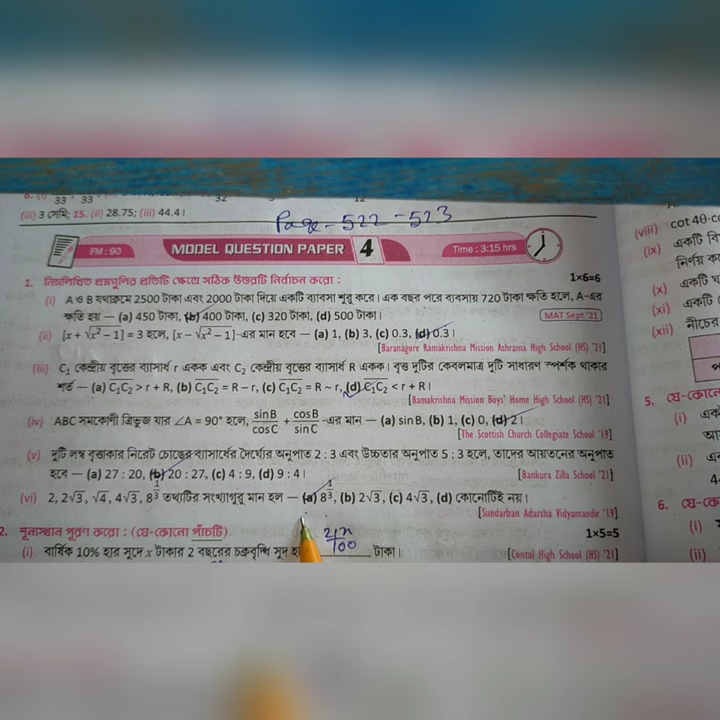 (iii) 3 সেমি; 15. (ii) 28.75; (iii) 44.4।
Page - 522 - 523
FM : 90 MODEL QUESTION PAPER 4 Time : 3:15 hrs
1. নিম্নলিখিত প্রশ্নগুলির প্রতিটি ক্ষেত্রে সঠিক উত্তরটি নির্বাচন করো : 1×6=6
(i) A ও B যথাক্রমে 2500 টাকা এবং 2000 টাকা দিয়ে একটি ব্যাবসা শুরু করে। এক বছর পরে ব্যবসায় 720 টাকা ক্ষতি হলে, A-এর
ক্ষতি হয় — (a) 450 টাকা, (b) 400 টাকা, (c) 320 টাকা, (d) 500 টাকা। [MAT Sept '21]
(ii) [x + √x² – 1] = 3 হলে, [x – √x² – 1]-এর মান হবে — (a) 1, (b) 3, (c) 0.3, (d) 0.3̇।
[Baranagore Ramakrishna Mission Ashrama High School (HS) '21]
(iii) C₁ কেন্দ্রীয় বৃত্তের ব্যাসার্ধ r একক এবং C₂ কেন্দ্রীয় বৃত্তের ব্যাসার্ধ R একক। বৃত্ত দুটির কেবলমাত্র দুটি সাধারণ স্পর্শক থাকার
শর্ত — (a) C₁C₂ > r + R, (b) C₁C₂ = R – r, (c) C₁C₂ = R ~ r, (d) C₁C₂ < r + R।
[Ramakrishna Mission Boys' Home High School (HS) '21]
(iv) ABC সমকোণী ত্রিভুজ যার ∠A = 90° হলে, sinB/cosC + cosB/sinC -এর মান — (a) sin B, (b) 1, (c) 0, (d) 2।
[The Scottish Church Collegiate School '19]
(v) দুটি লম্ব বৃত্তাকার নিরেট চোঙের ব্যাসার্ধের দৈর্ঘ্যের অনুপাত 2 : 3 এবং উচ্চতার অনুপাত 5 : 3 হলে, তাদের আয়তনের অনুপাত
হবে — (a) 27 : 20, (b) 20 : 27, (c) 4 : 9, (d) 9 : 4। [Bankura Zilla School '21]
(vi) 2, 2√3, √4, 4√3, 8^(1/3) তথ্যটির সংখ্যাগুরু মান হল — (a) 8^(1/3), (b) 2√3, (c) 4√3, (d) কোনোটিই নয়।
[Sundarban Adarsha Vidyamandir '19]
2. শূন্যস্থান পূরণ করো : (যে-কোনো পাঁচটি) 1×5=5
(i) বার্ষিক 10% হার সুদে x টাকার 2 বছরের চক্রবৃদ্ধি সুদ 21x/100 টাকা। [Contai High School (HS) '21]
(viii) cot 4θ·
(ix) একটি
নির্ণয়
(x) একটি
(xi) একটি
(xii) নীচের
5. যে-কোনো
(i)
(ii)
6. যে-কো
(i)
(ii)